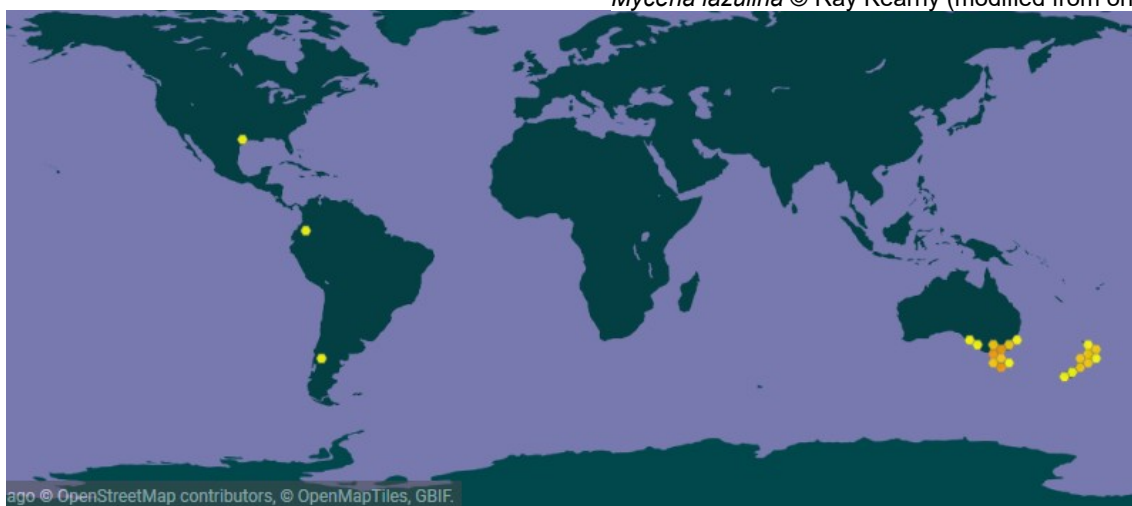 Mycena lazulina © Ray Kearny (modified from
ago © OpenStreetMap contributors, © OpenMapTiles, GBIF.